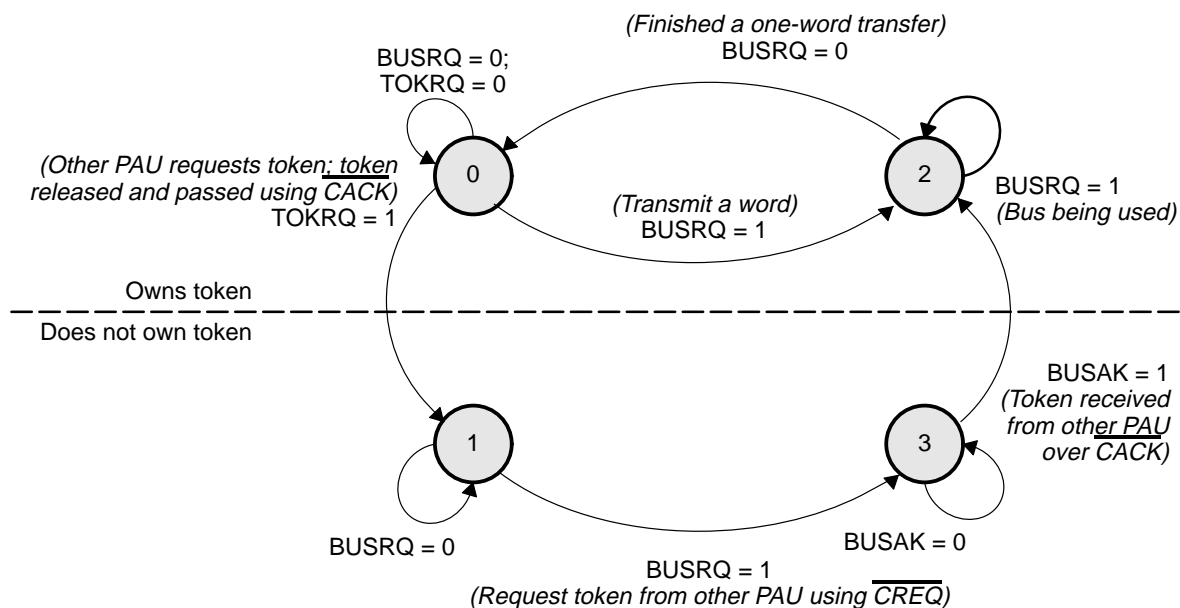 (Finished a one-word transfer)
BUSRQ = 0
BUSRQ = 0;
TOKRQ = 0
(Other PAU requests token; token
released and passed using CACK)
TOKRQ = 1
0
2
(Transmit a word)
BUSRQ = 1
BUSRQ = 1
(Bus being used)
Owns token
Does not own token
1
3
BUSAK = 1
(Token received
from other PAU
over CACK)
BUSRQ = 0
BUSAK = 0
BUSRQ = 1
(Request token from other PAU using CREQ)